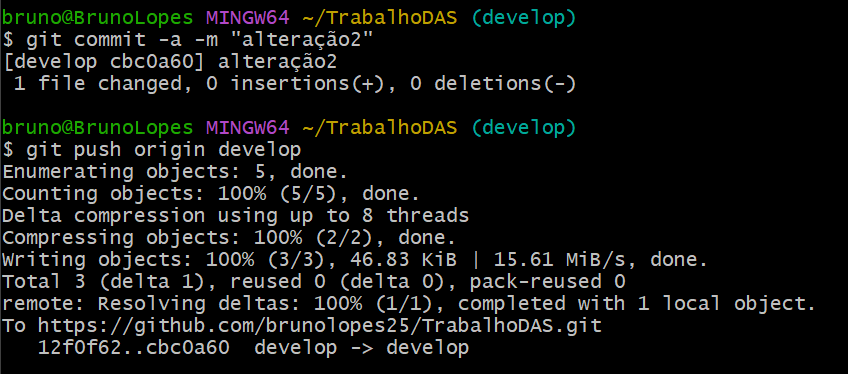 bruno@BrunoLopes MINGW64 ~/TrabalhoDAS (develop)
$ git commit -a -m "alteração2"
[develop cbc0a60] alteração2
 1 file changed, 0 insertions(+), 0 deletions(-)

bruno@BrunoLopes MINGW64 ~/TrabalhoDAS (develop)
$ git push origin develop
Enumerating objects: 5, done.
Counting objects: 100% (5/5), done.
Delta compression using up to 8 threads
Compressing objects: 100% (2/2), done.
Writing objects: 100% (3/3), 46.83 KiB | 15.61 MiB/s, done.
Total 3 (delta 1), reused 0 (delta 0), pack-reused 0
remote: Resolving deltas: 100% (1/1), completed with 1 local object.
To https://github.com/brunolopes25/TrabalhoDAS.git
   12f0f62..cbc0a60  develop -> develop